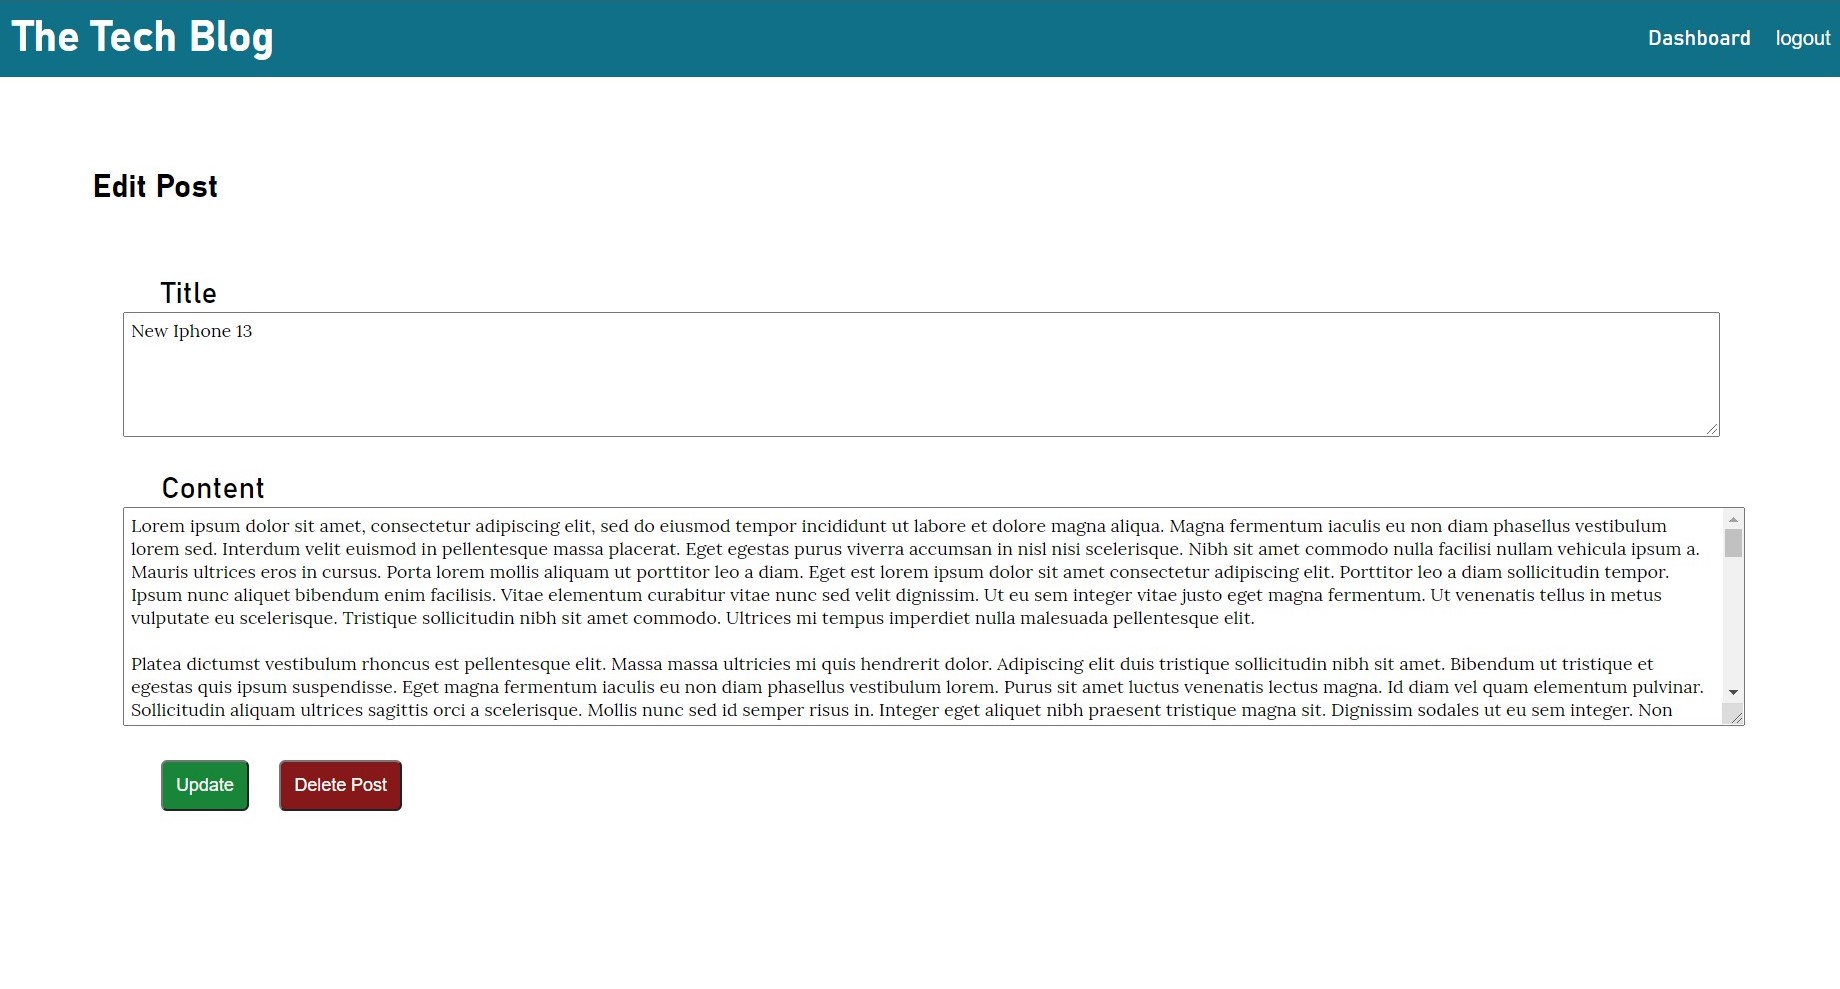 The Tech Blog
Dashboard logout
Edit Post
Title
New Iphone 13
Content
Lorem ipsum dolor sit amet, consectetur adipiscing elit, sed do eiusmod tempor incididunt ut labore et dolore magna aliqua. Magna fermentum iaculis eu non diam phasellus vestibulum
lorem sed. Interdum velit euismod in pellentesque massa placerat. Eget egestas purus viverra accumsan in nisl nisi scelerisque. Nibh sit amet commodo nulla facilisi nullam vehicula ipsum a.
Mauris ultrices eros in cursus. Porta lorem mollis aliquam ut porttitor leo a diam. Eget est lorem ipsum dolor sit amet consectetur adipiscing elit. Porttitor leo a diam sollicitudin tempor.
Ipsum nunc aliquet bibendum enim facilisis. Vitae elementum curabitur vitae nunc sed velit dignissim. Ut eu sem integer vitae justo eget magna fermentum. Ut venenatis tellus in metus
vulputate eu scelerisque. Tristique sollicitudin nibh sit amet commodo. Ultrices mi tempus imperdiet nulla malesuada pellentesque elit.
Platea dictumst vestibulum rhoncus est pellentesque elit. Massa massa ultricies mi quis hendrerit dolor. Adipiscing elit duis tristique sollicitudin nibh sit amet. Bibendum ut tristique et
egestas quis ipsum suspendisse. Eget magna fermentum iaculis eu non diam phasellus vestibulum lorem. Purus sit amet luctus venenatis lectus magna. Id diam vel quam elementum pulvinar.
Sollicitudin aliquam ultrices sagittis orci a scelerisque. Mollis nunc sed id semper risus in. Integer eget aliquet nibh praesent tristique magna sit. Dignissim sodales ut eu sem integer. Non
Update Delete Post